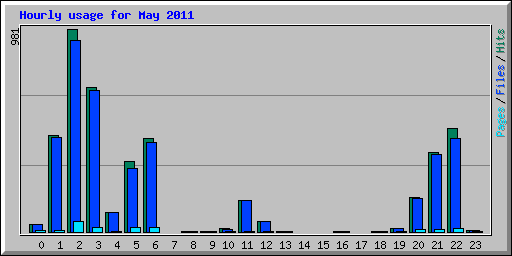 Hourly usage for May 2011
981
Pages/Files/Hits
0 1 2 3 4 5 6 7 8 9 10 11 12 13 14 15 16 17 18 19 20 21 22 23